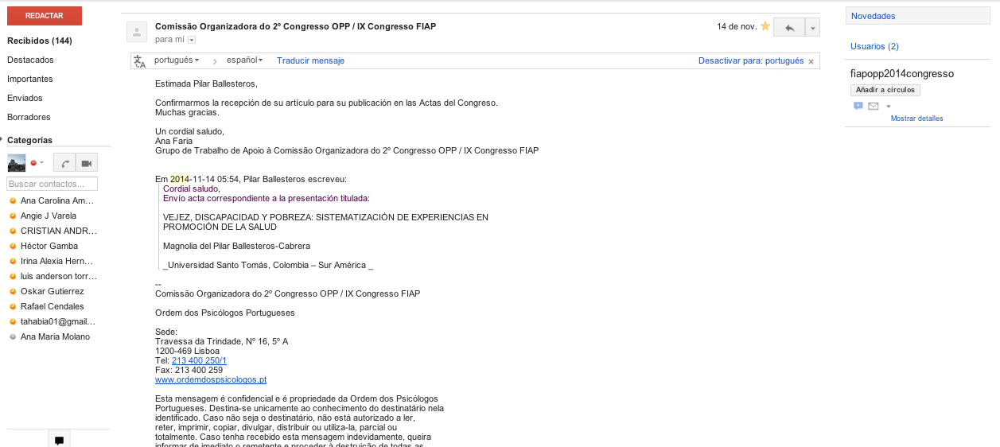 REDACTAR
Recibidos (144)
Destacados
Importantes
Enviados
Borradores
Categorías
Buscar contactos...
Ana Carolina Am…
Angie J Varela
CRISTIAN ANDR…
Héctor Gamba
Irina Alexia Hern…
luis anderson torr…
Oskar Gutierrez
Rafael Cendales
tahabia01@gmail…
Ana Maria Molano
Comissão Organizadora do 2º Congresso OPP / IX Congresso FIAP
14 de nov.
para mí
português
español
Traducir mensaje
Desactivar para: português
Estimada Pilar Ballesteros,
Confirmarmos la recepción de su artículo para su publicación en las Actas del Congreso.
Muchas gracias.
Un cordial saludo,
Ana Faria
Grupo de Trabalho de Apoio à Comissão Organizadora do 2º Congresso OPP / IX Congresso FIAP
Em 2014-11-14 05:54, Pilar Ballesteros escreveu:
Cordial saludo,
Envío acta correspondiente a la presentación titulada:
VEJEZ, DISCAPACIDAD Y POBREZA: SISTEMATIZACIÓN DE EXPERIENCIAS EN
PROMOCIÓN DE LA SALUD
Magnolia del Pilar Ballesteros-Cabrera
_Universidad Santo Tomás, Colombia – Sur América _
--
Comissão Organizadora do 2º Congresso OPP / IX Congresso FIAP
Ordem dos Psicólogos Portugueses
Sede:
Travessa da Trindade, Nº 16, 5º A
1200-469 Lisboa
Tel: 213 400 250/1
Fax: 213 400 259
www.ordemdospsicologos.pt
Esta mensagem é confidencial e é propriedade da Ordem dos Psicólogos
Portugueses. Destina-se unicamente ao conhecimento do destinatário nela
identificado. Caso não seja o destinatário, não está autorizado a ler,
reter, imprimir, copiar, divulgar, distribuir ou utiliza-la, parcial ou
totalmente. Caso tenha recebido esta mensagem indevidamente, queira
informar de imediato o remetente e proceder à destruição de todas as
Novedades
Usuarios (2)
fiapopp2014congresso
Añadir a círculos
Mostrar detalles